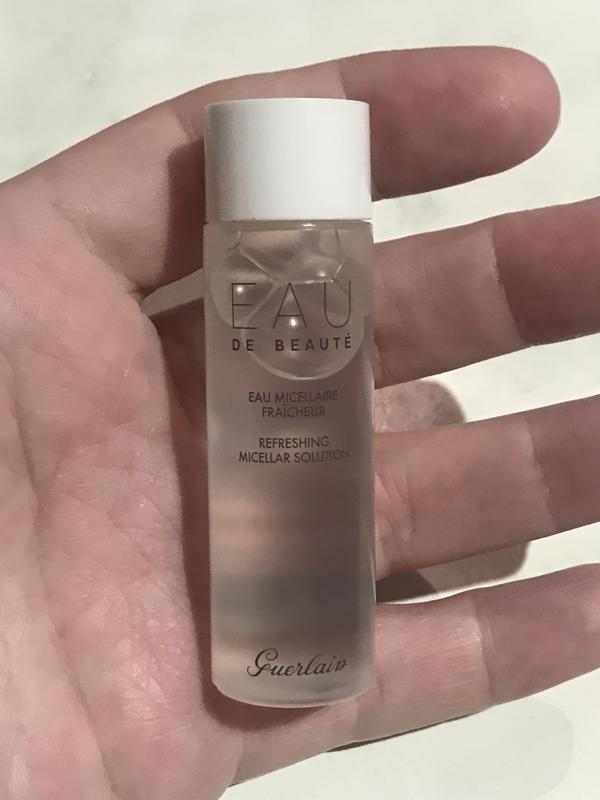 EAU
DE BEAUTÉ
EAU MICELLAIRE
FRAÎCHEUR
REFRESHING
MICELLAR SOLUTION
Guerlain